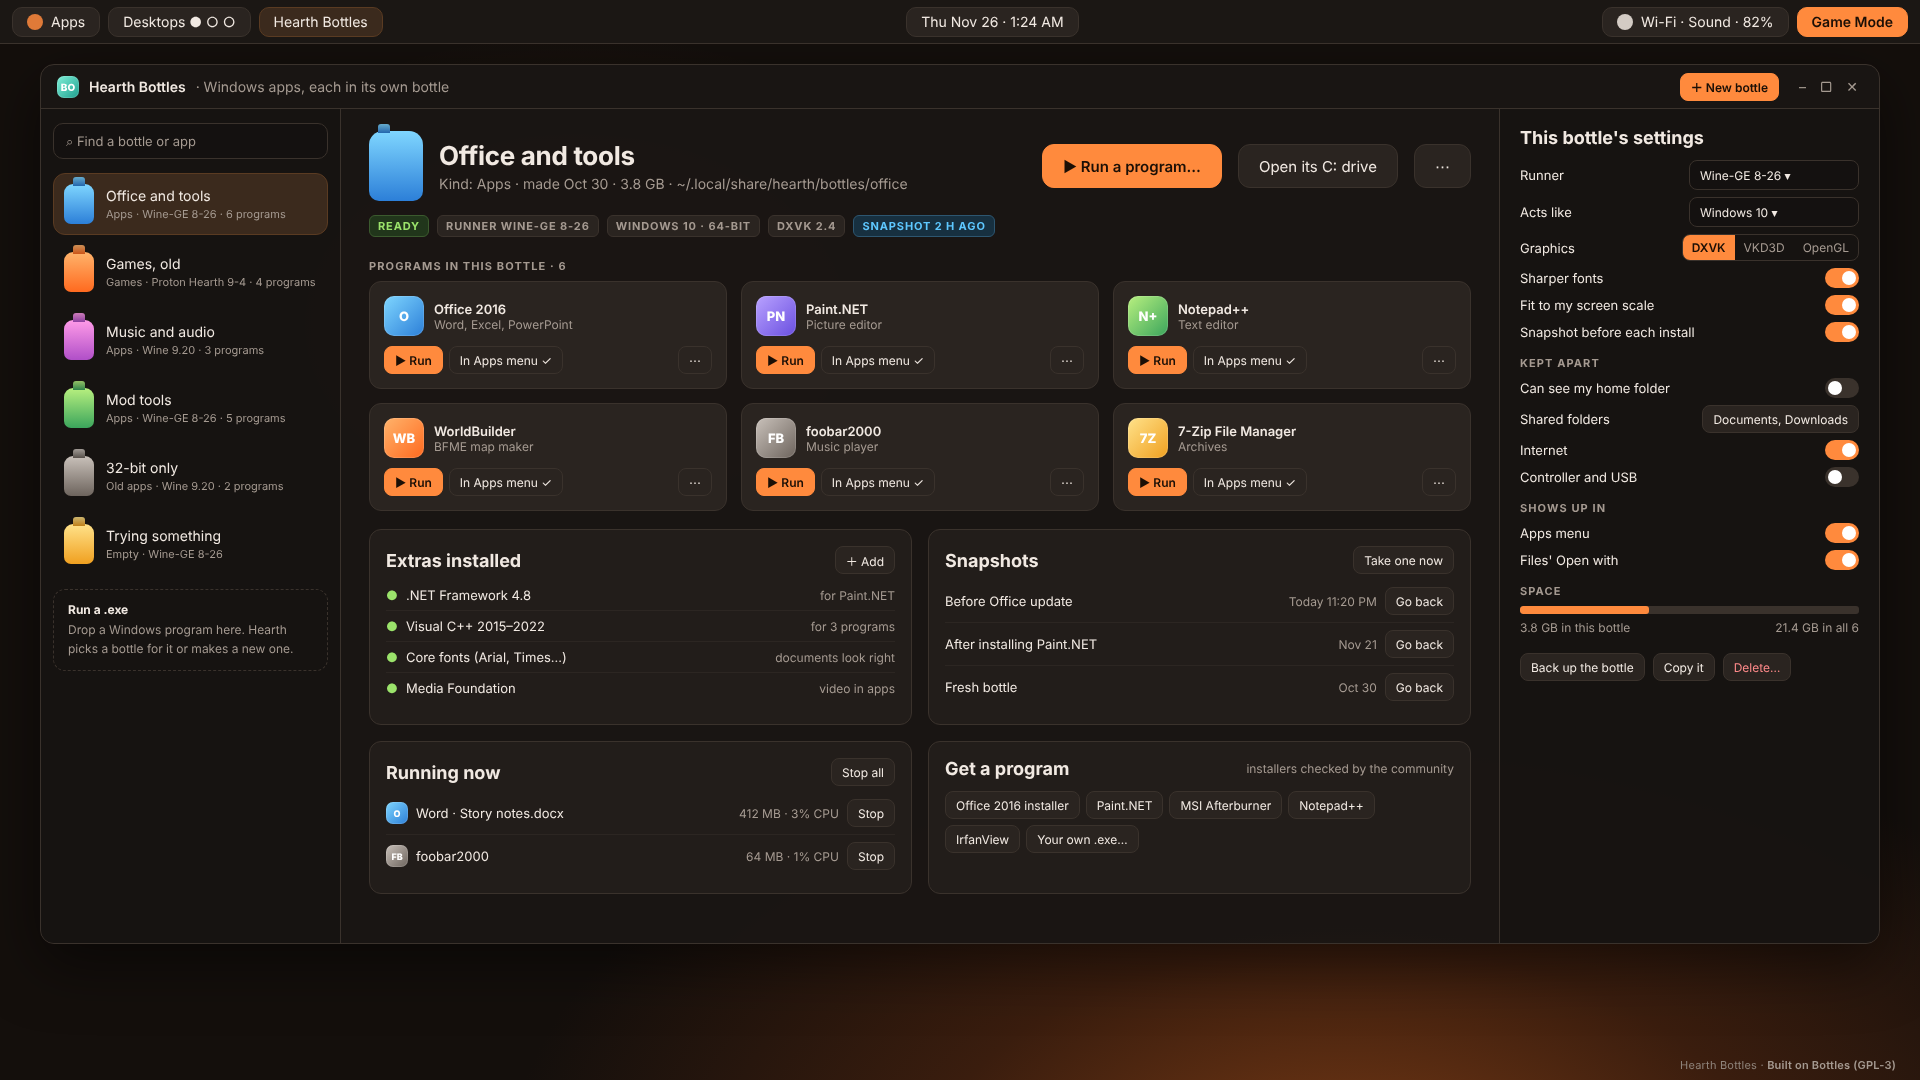 Apps
Desktops
Hearth Bottles
Thu Nov 26 · 1:24 AM
Wi-Fi · Sound · 82%
Game Mode
BO Hearth Bottles · Windows apps, each in its own bottle
+ New bottle
Find a bottle or app
Office and tools
Apps · Wine-GE 8-26 · 6 programs
Games, old
Games · Proton Hearth 9-4 · 4 programs
Music and audio
Apps · Wine 9.20 · 3 programs
Mod tools
Apps · Wine-GE 8-26 · 5 programs
32-bit only
Old apps · Wine 9.20 · 2 programs
Trying something
Empty · Wine-GE 8-26
Run a .exe
Drop a Windows program here. Hearth
picks a bottle for it or makes a new one.
Office and tools
Kind: Apps · made Oct 30 · 3.8 GB · ~/.local/share/hearth/bottles/office
▶ Run a program...
Open its C: drive
...
READY
RUNNER WINE-GE 8-26
WINDOWS 10 · 64-BIT
DXVK 2.4
SNAPSHOT 2 H AGO
PROGRAMS IN THIS BOTTLE · 6
O
Office 2016
Word, Excel, PowerPoint
▶ Run
In Apps menu ✓
...
PN
Paint.NET
Picture editor
▶ Run
In Apps menu ✓
...
N+
Notepad++
Text editor
▶ Run
In Apps menu ✓
...
WB
WorldBuilder
BFME map maker
▶ Run
In Apps menu ✓
...
FB
foobar2000
Music player
▶ Run
In Apps menu ✓
...
7Z
7-Zip File Manager
Archives
▶ Run
In Apps menu ✓
...
Extras installed
+ Add
.NET Framework 4.8 for Paint.NET
Visual C++ 2015–2022 for 3 programs
Core fonts (Arial, Times...) documents look right
Media Foundation video in apps
Snapshots
Take one now
Before Office update Today 11:20 PM Go back
After installing Paint.NET Nov 21 Go back
Fresh bottle Oct 30 Go back
Running now
Stop all
O Word · Story notes.docx 412 MB · 3% CPU Stop
FB foobar2000 64 MB · 1% CPU Stop
Get a program
installers checked by the community
Office 2016 installer Paint.NET MSI Afterburner Notepad++
IrfanView Your own .exe...
This bottle's settings
Runner Wine-GE 8-26 ▾
Acts like Windows 10 ▾
Graphics DXVK VKD3D OpenGL
Sharper fonts
Fit to my screen scale
Snapshot before each install
KEPT APART
Can see my home folder
Shared folders Documents, Downloads
Internet
Controller and USB
SHOWS UP IN
Apps menu
Files' Open with
SPACE
3.8 GB in this bottle 21.4 GB in all 6
Back up the bottle Copy it Delete...
Hearth Bottles · Built on Bottles (GPL-3)